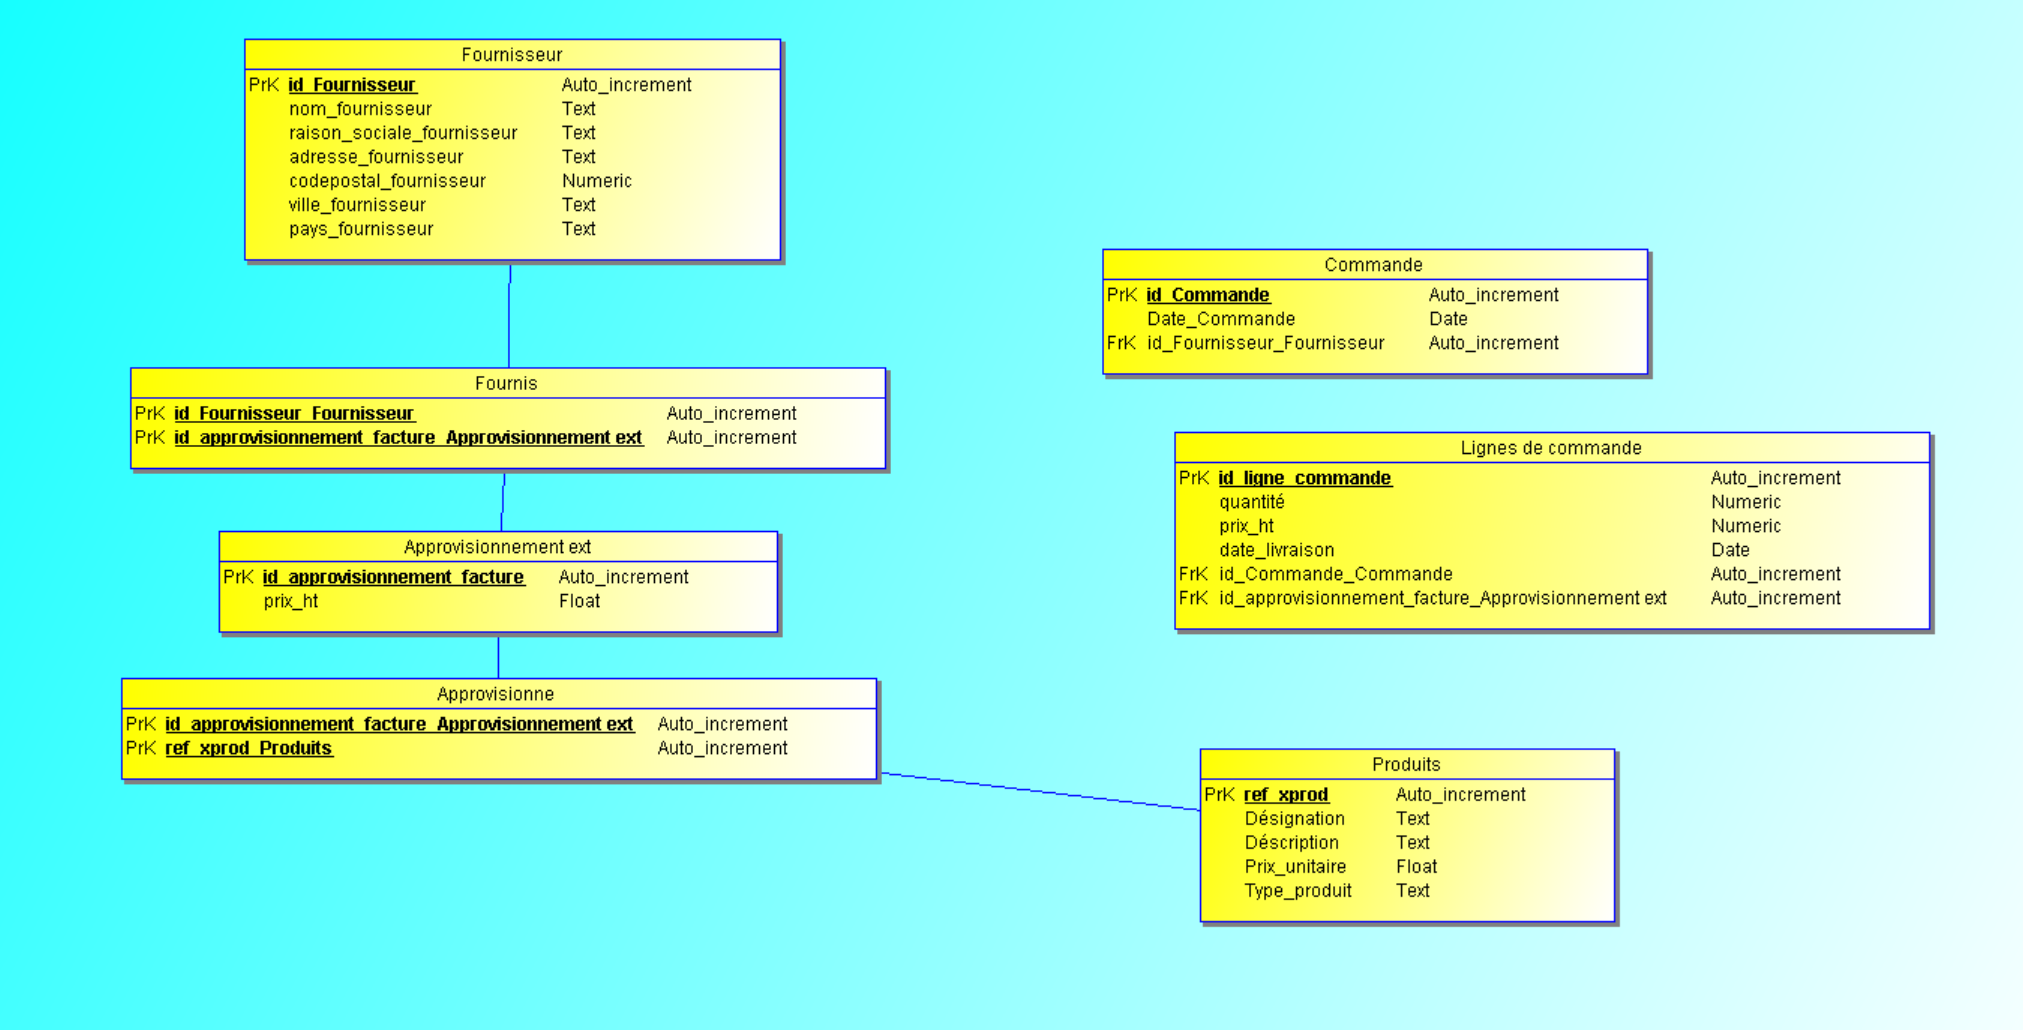 Fournisseur
PrK id_Fournisseur Auto_increment
nom_fournisseur Text
raison_sociale_fournisseur Text
adresse_fournisseur Text
codepostal_fournisseur Numeric
ville_fournisseur Text
pays_fournisseur Text
Commande
PrK id_Commande Auto_increment
Date_Commande Date
FrK id_Fournisseur_Fournisseur Auto_increment
Fournis
PrK id_Fournisseur_Fournisseur Auto_increment
PrK id_approvisionnement_facture_Approvisionnement ext Auto_increment
Lignes de commande
PrK id_ligne_commande Auto_increment
quantité Numeric
prix_ht Numeric
date_livraison Date
FrK id_Commande_Commande Auto_increment
FrK id_approvisionnement_facture_Approvisionnement ext Auto_increment
Approvisionnement ext
PrK id_approvisionnement_facture Auto_increment
prix_ht Float
Approvisionne
PrK id_approvisionnement_facture_Approvisionnement ext Auto_increment
PrK ref_xprod_Produits Auto_increment
Produits
PrK ref_xprod Auto_increment
Désignation Text
Déscription Text
Prix_unitaire Float
Type_produit Text